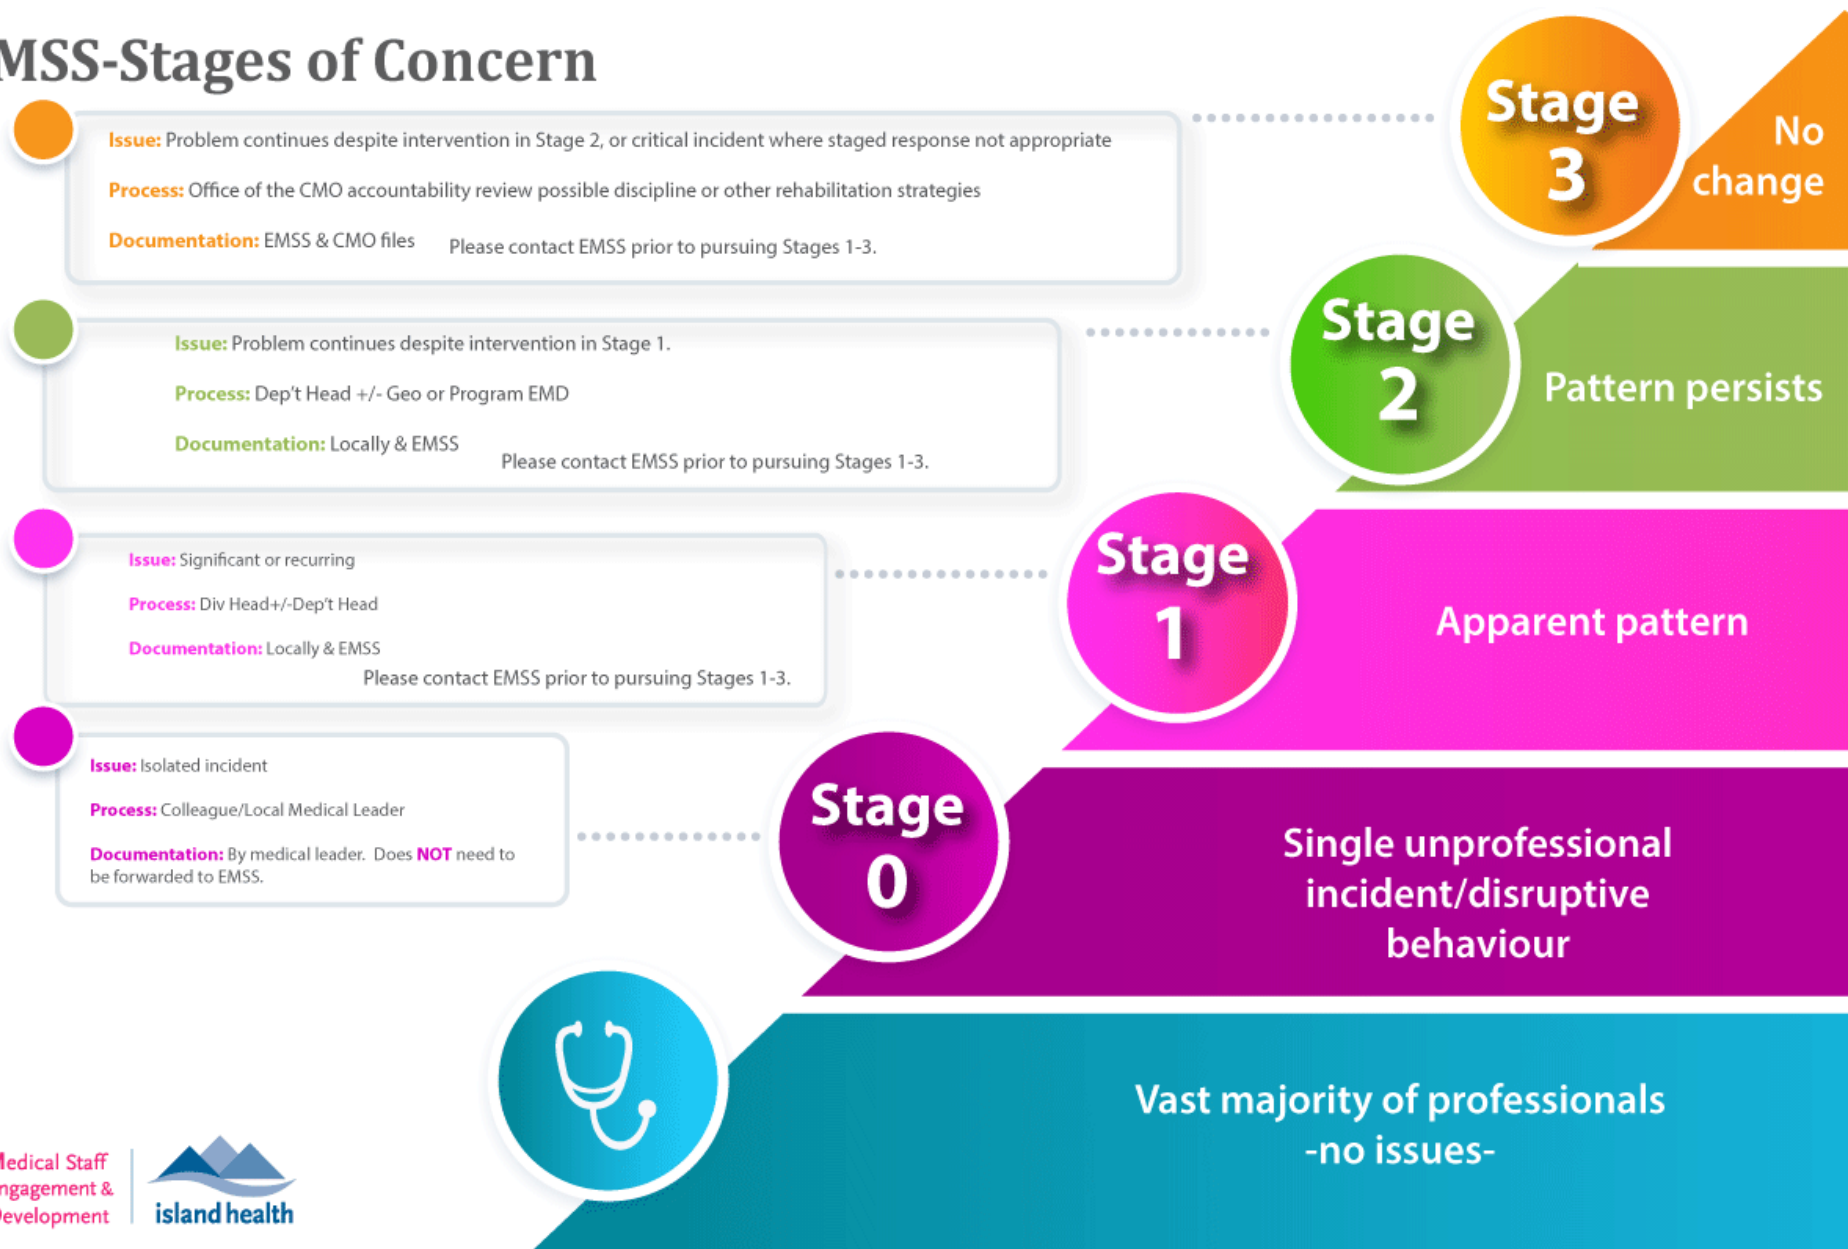 MSS-Stages of Concern
Issue: Problem continues despite intervention in Stage 2, or critical incident where staged response not appropriate
Process: Office of the CMO accountability review possible discipline or other rehabilitation strategies
Documentation: EMSS & CMO files
Please contact EMSS prior to pursuing Stages 1-3.
Stage
3
No
change
Issue: Problem continues despite intervention in Stage 1.
Process: Dep't Head +/- Geo or Program EMD
Documentation: Locally & EMSS
Please contact EMSS prior to pursuing Stages 1-3.
Stage
2
Pattern persists
Issue: Significant or recurring
Process: Div Head+/-Dep't Head
Documentation: Locally & EMSS
Please contact EMSS prior to pursuing Stages 1-3.
Stage
1
Apparent pattern
Issue: Isolated incident
Process: Colleague/Local Medical Leader
Documentation: By medical leader. Does NOT need to
be forwarded to EMSS.
Stage
0
Single unprofessional
incident/disruptive
behaviour
Vast majority of professionals
-no issues-
Medical Staff
ngagement &
evelopment
island health